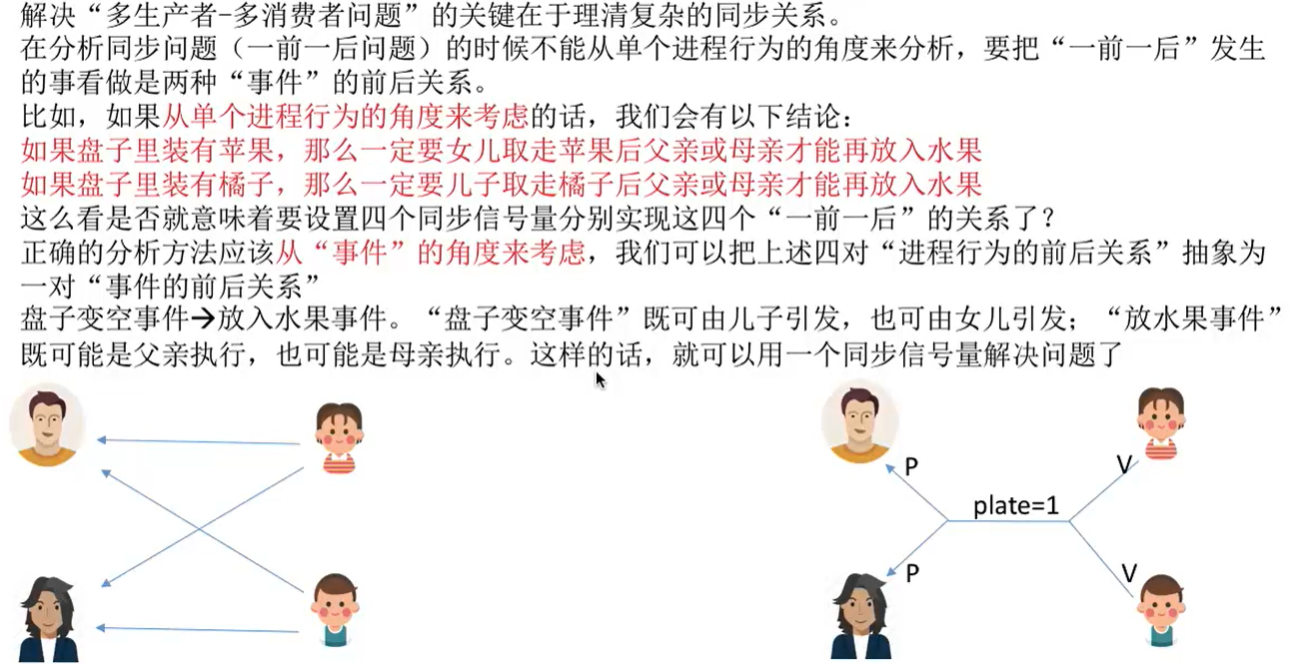 解决“多生产者-多消费者问题”的关键在于理清复杂的同步关系。
在分析同步问题（一前一后问题）的时候不能从单个进程行为的角度来分析，要把“一前一后”发生
的事看做是两种“事件”的前后关系。
比如，如果从单个进程行为的角度来考虑的话，我们会有以下结论：
如果盘子里装有苹果，那么一定要女儿取走苹果后父亲或母亲才能再放入水果
如果盘子里装有橘子，那么一定要儿子取走橘子后父亲或母亲才能再放入水果
这么看是否就意味着要设置四个同步信号量分别实现这四个“一前一后”的关系了？
正确的分析方法应该从“事件”的角度来考虑，我们可以把上述四对“进程行为的前后关系”抽象为
一对“事件的前后关系”
盘子变空事件→放入水果事件。“盘子变空事件”既可由儿子引发，也可由女儿引发；“放水果事件”
既可能是父亲执行，也可能是母亲执行。这样的话，就可以用一个同步信号量解决问题了
P
V
plate=1
P
V